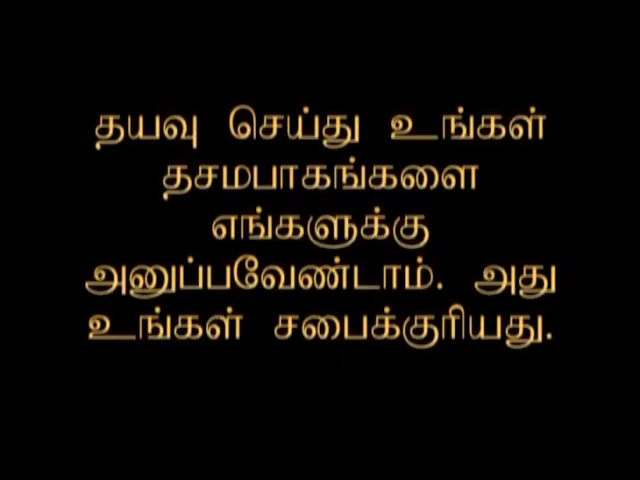 தயவு செய்து உங்கள்
தசமபாகங்களை
எங்களுக்கு
அனுப்பவேண்டாம். அது
உங்கள் சபைக்குரியது.